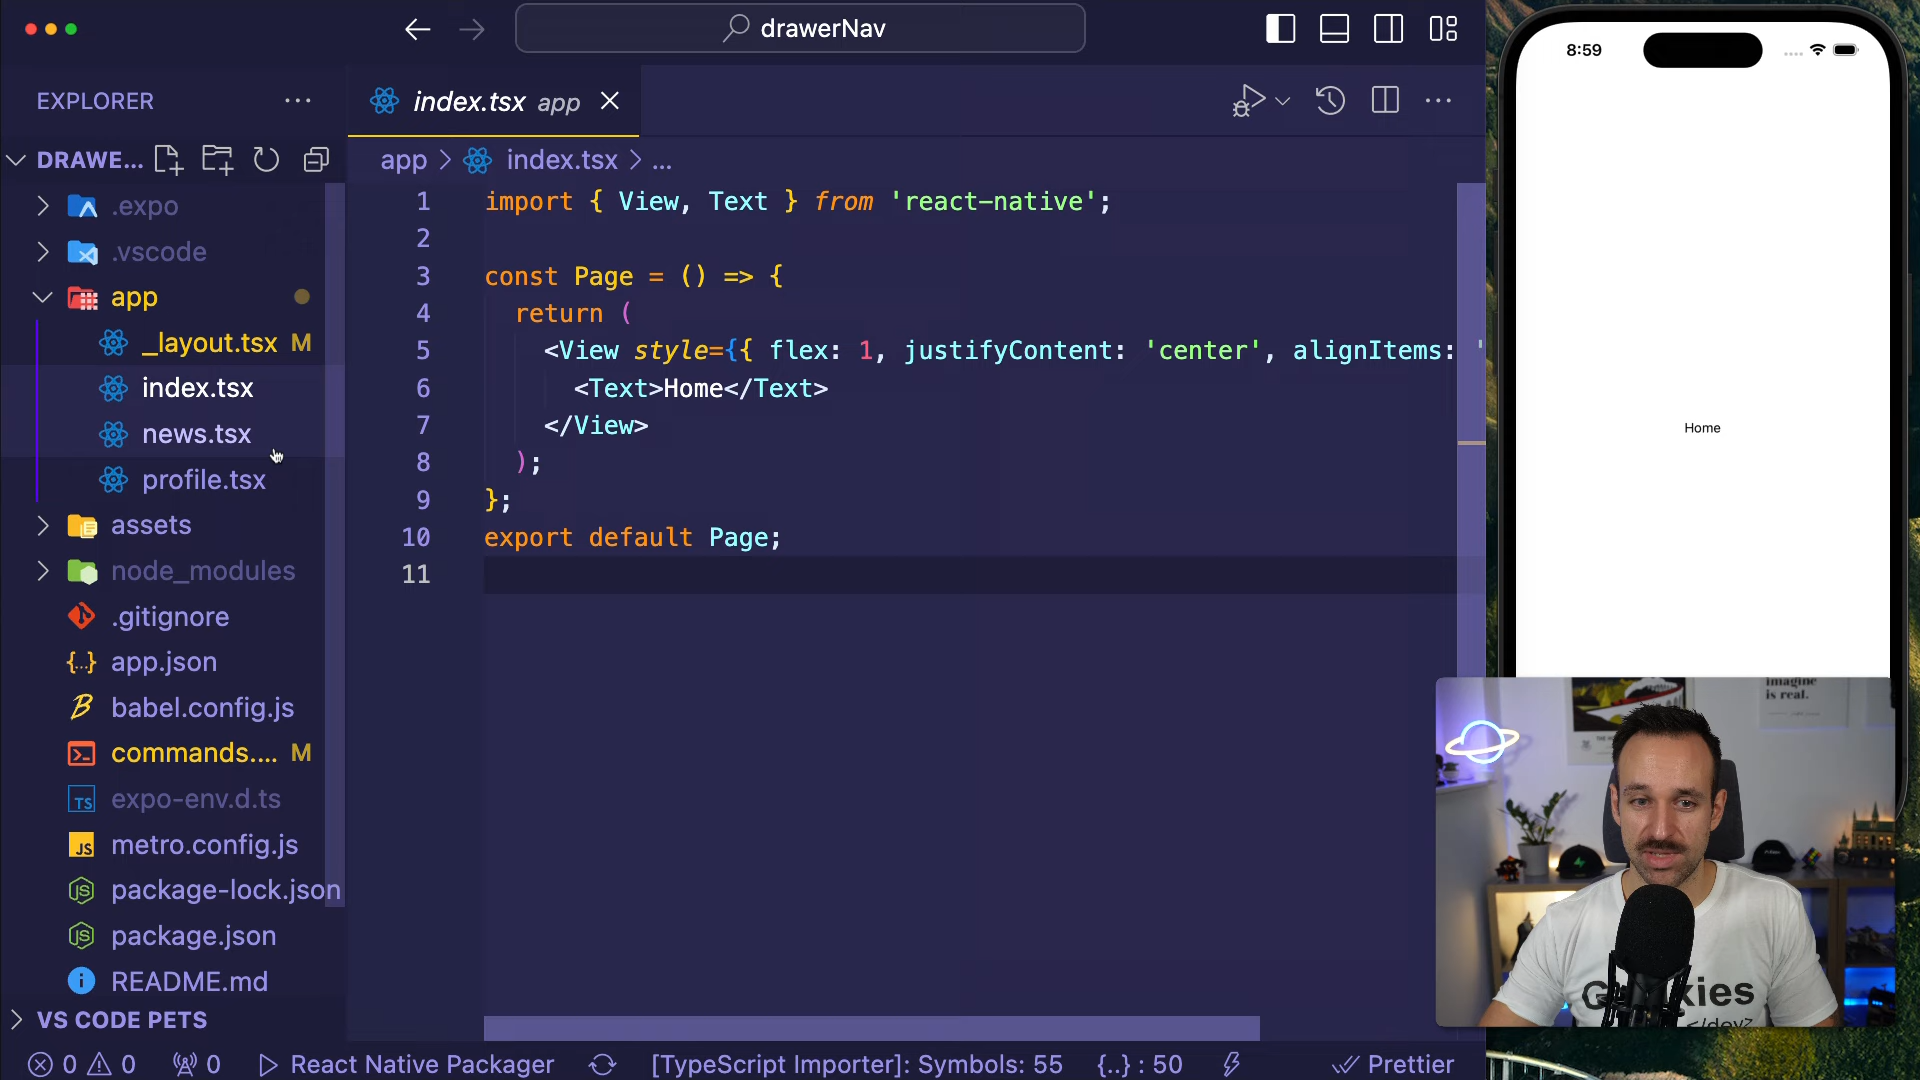 drawerNav
EXPLORER
DRAWE...
.expo
.vscode
app
_layout.tsx M
index.tsx
news.tsx
profile.tsx
assets
node_modules
.gitignore
app.json
babel.config.js
commands.... M
expo-env.d.ts
metro.config.js
package-lock.json
package.json
README.md
VS CODE PETS
index.tsx app
app > index.tsx > ...
1 import { View, Text } from 'react-native';
2
3 const Page = () => {
4 return (
5 <View style={{ flex: 1, justifyContent: 'center', alignItems: '
6 <Text>Home</Text>
7 </View>
8 );
9 };
10 export default Page;
11
0 0 0 React Native Packager [TypeScript Importer]: Symbols: 55 {..} : 50 Prettier
8:59
Home
imagine
is real.
</dev>